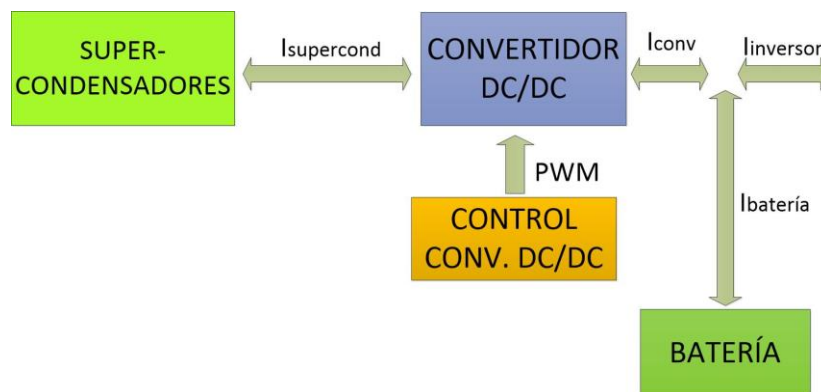 SUPER-
CONDENSADORES
Isupercond
CONVERTIDOR
DC/DC
Iconv
Iinversor
PWM
CONTROL
CONV. DC/DC
Ibatería
BATERÍA